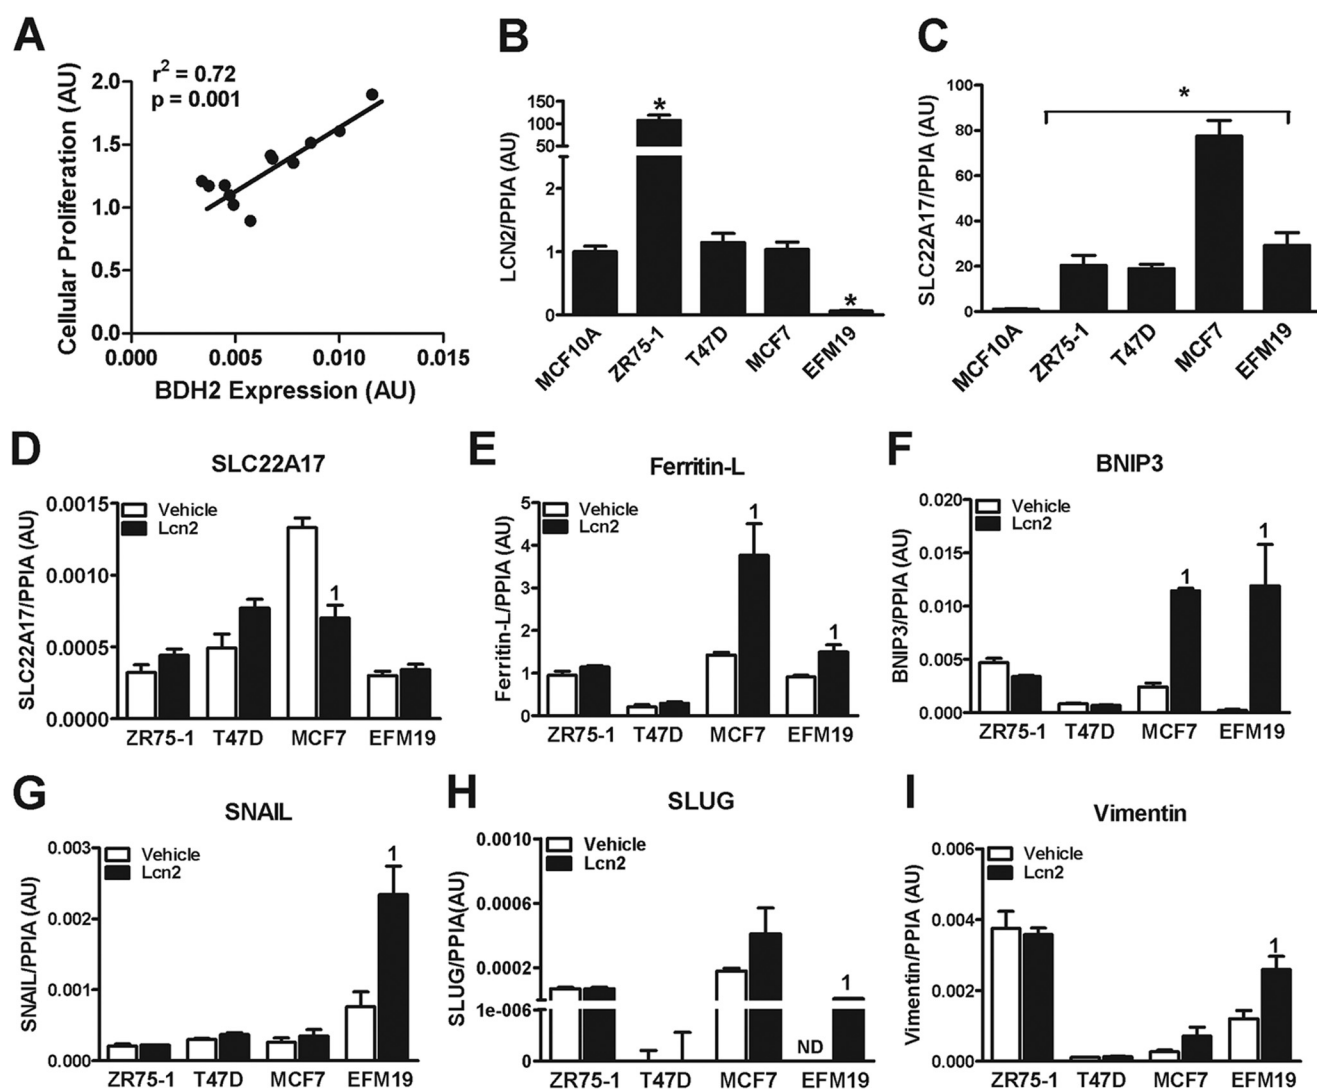 A
r2 = 0.72
p = 0.001
Cellular Proliferation (AU)
2.0
1.5
1.0
0.5
0.0
0.000
0.005
0.010
0.015
BDH2 Expression (AU)
B
LCN2/PPIA (AU)
150
100
50
2
1
0
*
*
MCF10A
ZR75-1
T47D
MCF7
EFM19
C
SLC22A17/PPIA (AU)
100
80
60
40
20
0
*
MCF10A
ZR75-1
T47D
MCF7
EFM19
D
SLC22A17
Vehicle
Lcn2
SLC22A17/PPIA (AU)
0.0015
0.0010
0.0005
0.0000
1
ZR75-1
T47D
MCF7
EFM19
E
Ferritin-L
Vehicle
Lcn2
Ferritin-L/PPIA (AU)
5
4
3
2
1
0
1
1
ZR75-1
T47D
MCF7
EFM19
F
BNIP3
Vehicle
Lcn2
BNIP3/PPIA (AU)
0.020
0.015
0.010
0.005
0.000
1
1
ZR75-1
T47D
MCF7
EFM19
G
SNAIL
Vehicle
Lcn2
SNAIL/PPIA (AU)
0.003
0.002
0.001
0.000
1
ZR75-1
T47D
MCF7
EFM19
H
SLUG
Vehicle
Lcn2
SLUG/PPIA(AU)
0.0010
0.0006
0.0002
1e-006
0
ND
1
ZR75-1
T47D
MCF7
EFM19
I
Vimentin
Vehicle
Lcn2
Vimentin/PPIA (AU)
0.006
0.004
0.002
0.000
1
ZR75-1
T47D
MCF7
EFM19